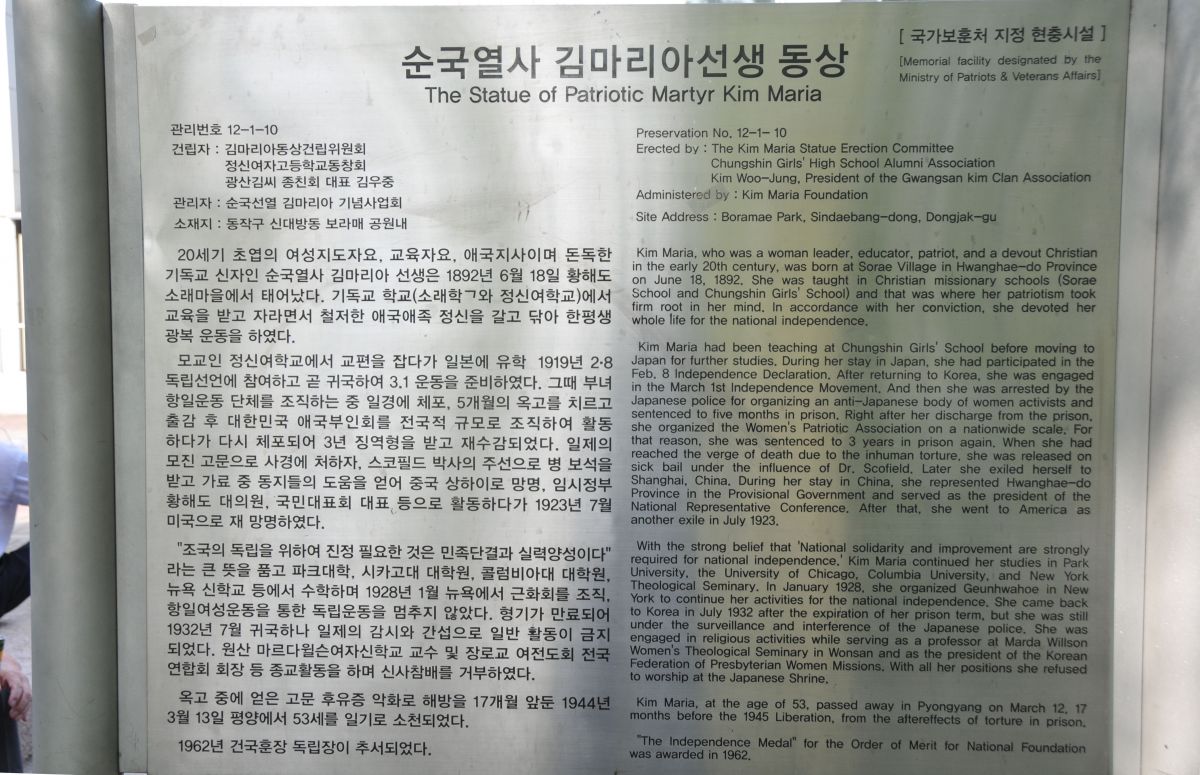 [ 국가보훈처 지정 현충시설 ]
[Memorial facility designated by the
Ministry of Patriots & Veterans Affairs]
순국열사 김마리아선생 동상
The Statue of Patriotic Martyr Kim Maria
관리번호 12-1-10
건립자 : 김마리아동상건립위원회
정신여자고등학교동창회
광산김씨 종친회 대표 김우중
관리자 : 순국선열 김마리아 기념사업회
소재지 : 동작구 신대방동 보라매 공원내
20세기 초엽의 여성지도자요, 교육자요, 애국지사이며 돈독한
기독교 신자인 순국열사 김마리아 선생은 1892년 6월 18일 황해도
소래마을에서 태어났다. 기독교 학교(소래학ㄱ와 정신여학교)에서
교육을 받고 자라면서 철저한 애국애족 정신을 갈고 닦아 한평생
광복 운동을 하였다.
모교인 정신여학교에서 교편을 잡다가 일본에 유학 1919년 2·8
독립선언에 참여하고 곧 귀국하여 3.1 운동을 준비하였다. 그때 부녀
항일운동 단체를 조직하는 중 일경에 체포, 5개월의 옥고를 치르고
출감 후 대한민국 애국부인회를 전국적 규모로 조직하여 활동
하다가 다시 체포되어 3년 징역형을 받고 재수감되었다. 일제의
모진 고문으로 사경에 처하자, 스코필드 박사의 주선으로 병 보석을
받고 가료 중 동지들의 도움을 얻어 중국 상하이로 망명, 임시정부
황해도 대의원, 국민대표회 대표 등으로 활동하다가 1923년 7월
미국으로 재 망명하였다.
"조국의 독립을 위하여 진정 필요한 것은 민족단결과 실력양성이다"
라는 큰 뜻을 품고 파크대학, 시카고대 대학원, 콜럼비아대 대학원,
뉴욕 신학교 등에서 수학하며 1928년 1월 뉴욕에서 근화회를 조직,
항일여성운동을 통한 독립운동을 멈추지 않았다. 형기가 만료되어
1932년 7월 귀국하나 일제의 감시와 간섭으로 일반 활동이 금지
되었다. 원산 마르다윌슨여자신학교 교수 및 장로교 여전도회 전국
연합회 회장 등 종교활동을 하며 신사참배를 거부하였다.
옥고 중에 얻은 고문 후유증 악화로 해방을 17개월 앞둔 1944년
3월 13일 평양에서 53세를 일기로 소천되었다.
1962년 건국훈장 독립장이 추서되었다.
Preservation No. 12-1- 10
Erected by : The Kim Maria Statue Erection Committee
Chungshin Girls' High School Alumni Association
Kim Woo-Jung, President of the Gwangsan kim Clan Association
Administered by : Kim Maria Foundation
Site Address : Boramae Park, Sindaebang-dong, Dongjak-gu
Kim Maria, who was a woman leader, educator, patriot, and a devout Christian
in the early 20th century, was born at Sorae Village in Hwanghae-do Province
on June 18, 1892. She was taught in Christian missionary schools (Sorae
School and Chungshin Girls' School) and that was where her patriotism took
firm root in her mind. In accordance with her conviction, she devoted her
whole life for the national independence.
Kim Maria had been teaching at Chungshin Girls' School before moving to
Japan for further studies. During her stay in Japan, she had participated in the
Feb. 8 Independence Declaration. After returning to Korea, she was engaged
in the March 1st Independence Movement. And then she was arrested by the
Japanese police for organizing an anti-Japanese body of women activists and
sentenced to five months in prison. Right after her discharge from the prison,
she organized the Women's Patriotic Association on a nationwide scale. For
that reason, she was sentenced to 3 years in prison again. When she had
reached the verge of death due to the inhuman torture, she was released on
sick bail under the influence of Dr. Scofield. Later she exiled herself to
Shanghai, China. During her stay in China, she represented Hwanghae-do
Province in the Provisional Government and served as the president of the
National Representative Conference. After that, she went to America as
another exile in July 1923.
With the strong belief that 'National solidarity and improvement are strongly
required for national independence.' Kim Maria continued her studies in Park
University, the University of Chicago, Columbia University, and New York
Theological Seminary. In January 1928, she organized Geunhwahoe in New
York to continue her activities for the national independence. She came back
to Korea in July 1932 after the expiration of her prison term, but she was still
under the surveillance and interference of the Japanese police. She was
engaged in religious activities while serving as a professor at Marda Willson
Women's Theological Seminary in Wonsan and as the president of the Korean
Federation of Presbyterian Women Missions. With all her positions she refused
to worship at the Japanese Shrine.
Kim Maria, at the age of 53, passed away in Pyongyang on March 12, 17
months before the 1945 Liberation, from the aftereffects of torture in prison.
"The Independence Medal" for the Order of Merit for National Foundation
was awarded in 1962.